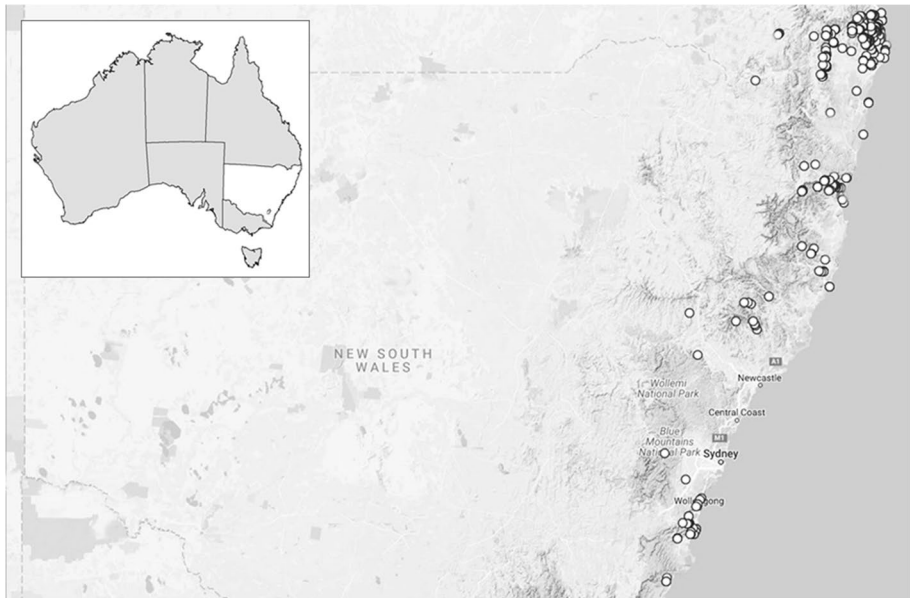 NEW SOUTH
WALES
A1
Newcastle
Wollemi
National Park
Central Coast
Blue
Mountains
National Park
M1
Sydney
Wollongong